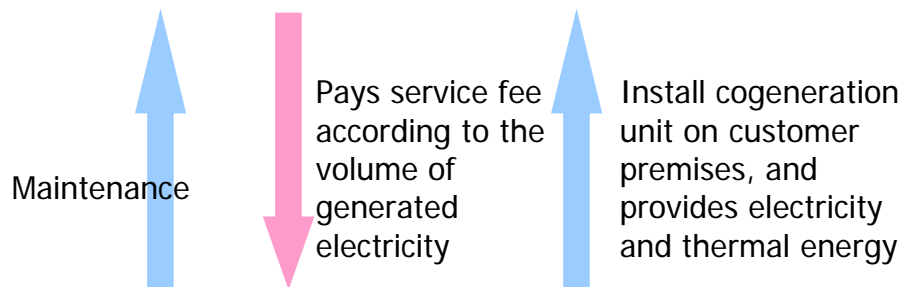 Maintenance
Pays service fee
according to the
volume of
generated
electricity
Install cogeneration
unit on customer
premises, and
provides electricity
and thermal energy